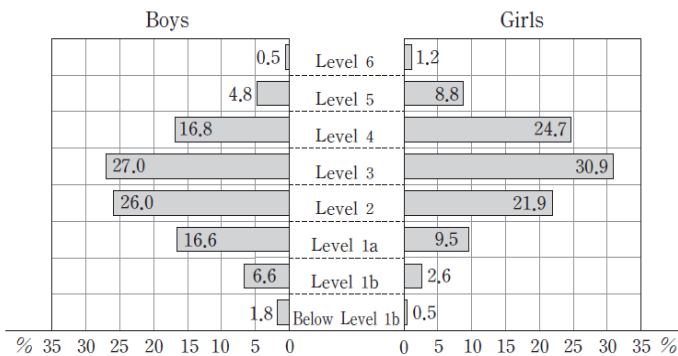 Boys Girls
0.5 Level 6 1.2
4.8 Level 5 8.8
16.8 Level 4 24.7
27.0 Level 3 30.9
26.0 Level 2 21.9
16.6 Level 1a 9.5
6.6 Level 1b 2.6
1.8 Below Level 1b 0.5
% 35 30 25 20 15 10 5 0 0 5 10 15 20 25 30 35 %